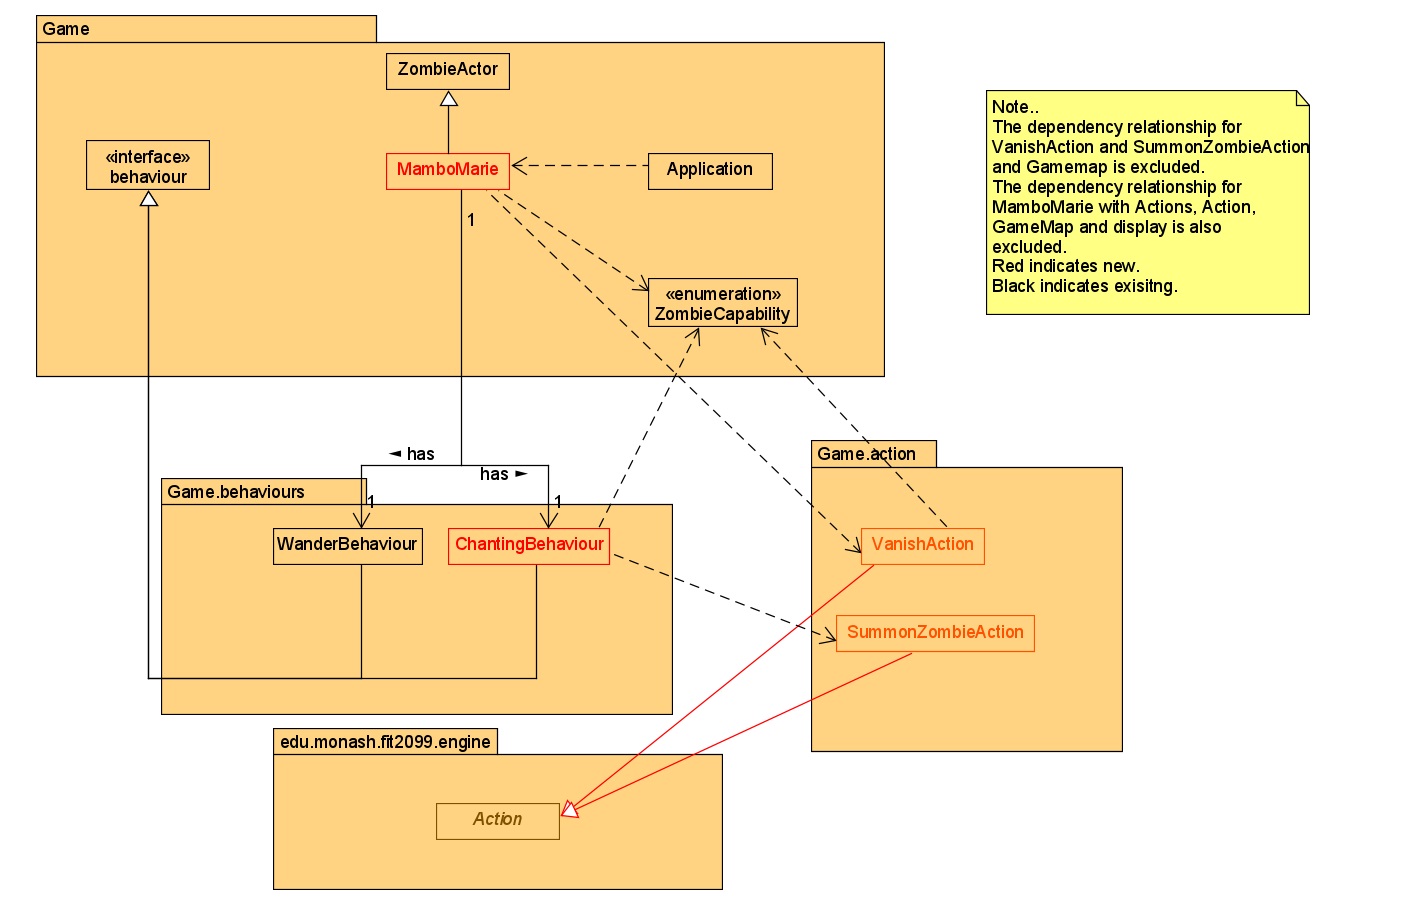 Game
ZombieActor
«interface»
behaviour
MamboMarie
Application
1
«enumeration»
ZombieCapability
Note..
The dependency relationship for
VanishAction and SummonZombieAction
and Gamemap is excluded.
The dependency relationship for
MamboMarie with Actions, Action,
GameMap and display is also
excluded.
Red indicates new.
Black indicates exisitng.
◄ has
has ►
Game.behaviours
1
1
WanderBehaviour
ChantingBehaviour
Game.action
VanishAction
SummonZombieAction
edu.monash.fit2099.engine
Action